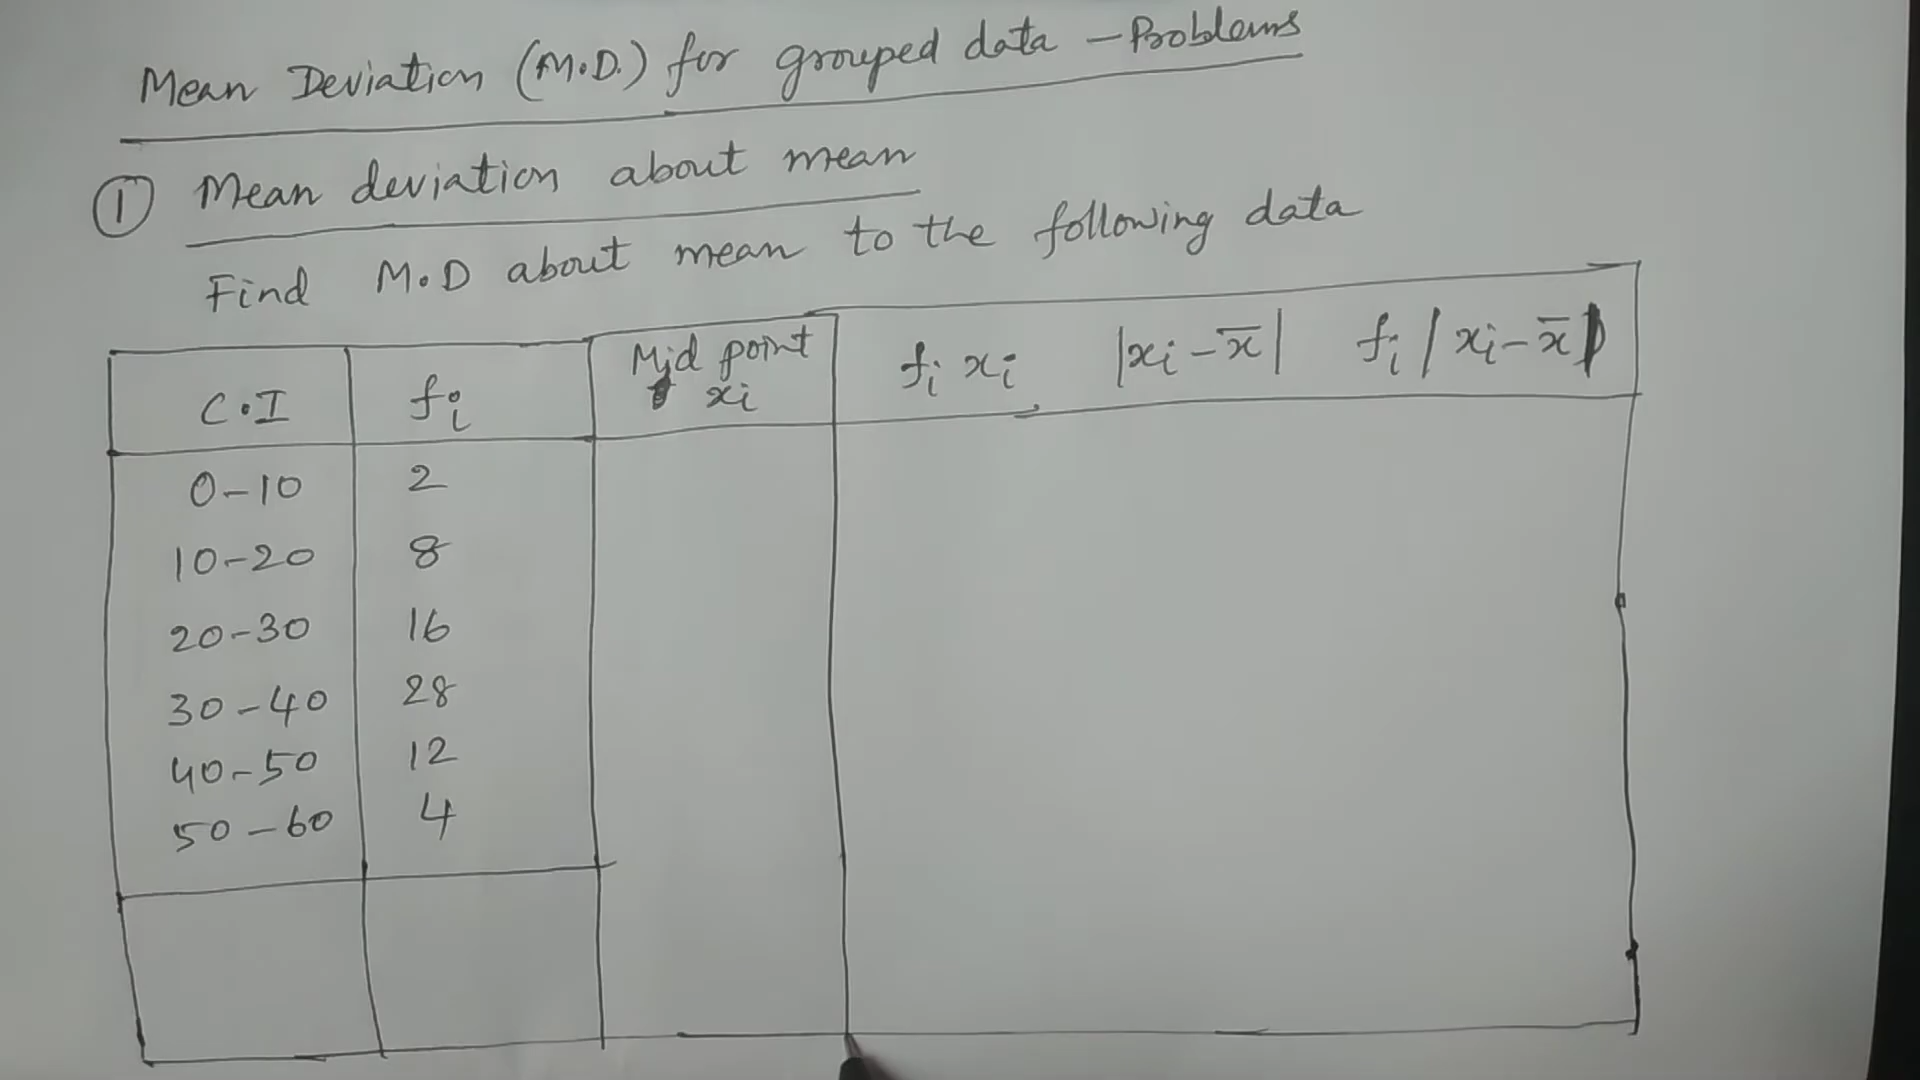 Mean Deviation (M.D.) for grouped data - Problems
① Mean deviation about mean
Find M.D about mean to the following data
C.I fi Mid point xi fi xi |xi - x̄| fi |xi - x̄|
0-10 2
10-20 8
20-30 16
30-40 28
40-50 12
50-60 4